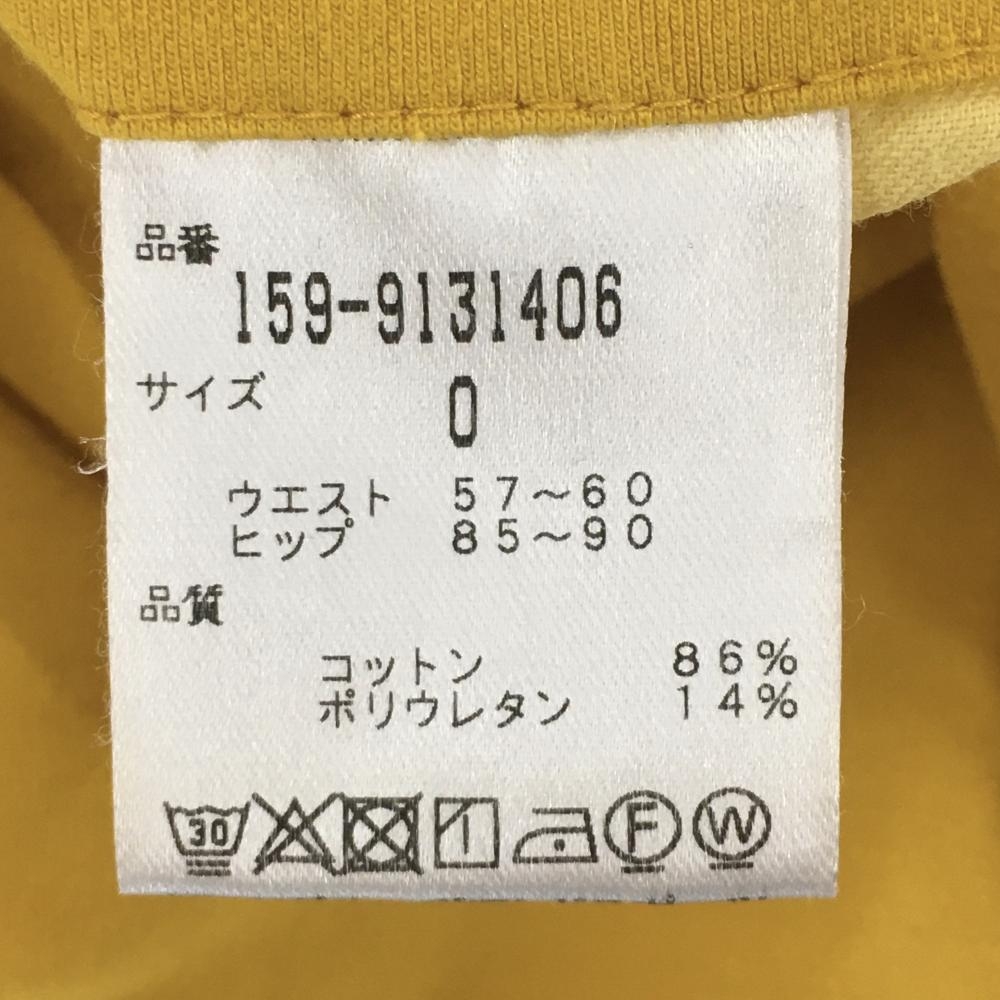 品番
159-9131406
サイズ 0
ウエスト 57～60
ヒップ 85～90
品質
コットン 86%
ポリウレタン 14%
30 F W